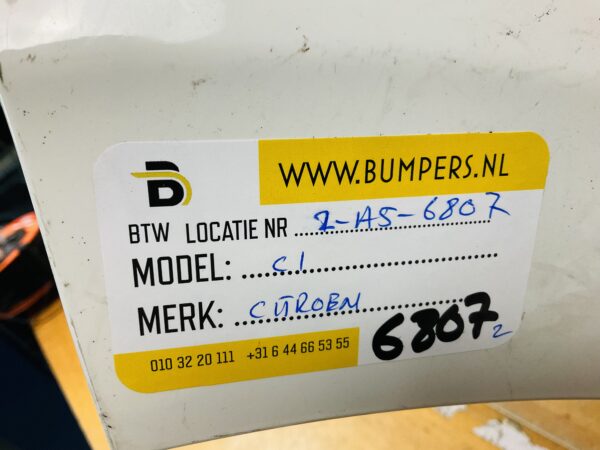 WWW.BUMPERS.NL
BTW LOCATIE NR 2-A5-6807
MODEL: C1
MERK: CITROEN
010 32 20 111 +31 6 44 66 53 55
6807 2